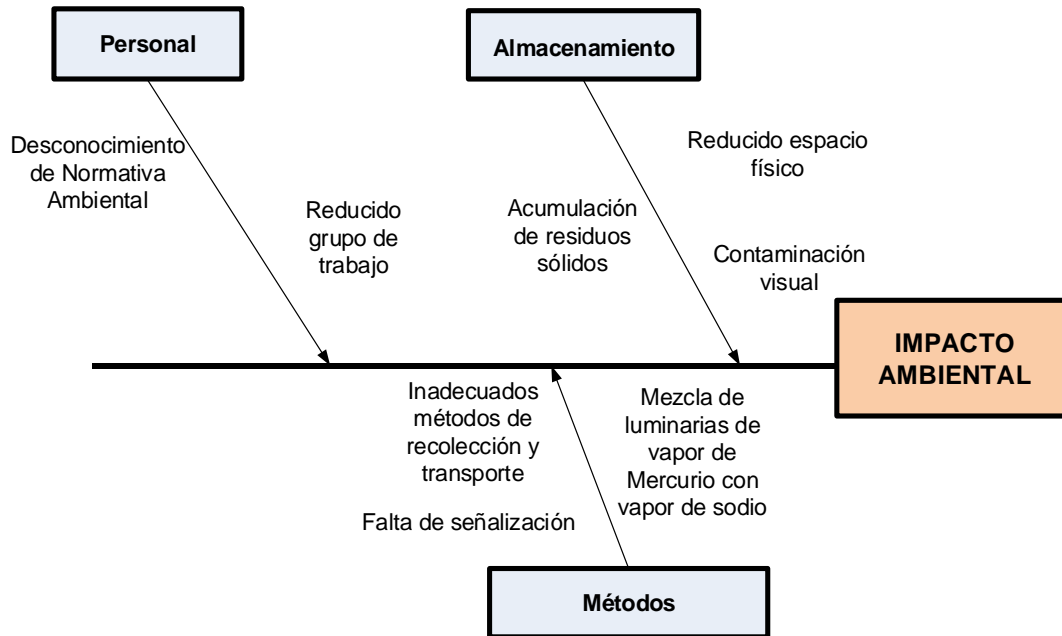 Personal
Almacenamiento
Desconocimiento
de Normativa
Ambiental
Reducido
grupo de
trabajo
Reducido espacio
físico
Acumulación
de residuos
sólidos
Contaminación
visual
IMPACTO
AMBIENTAL
Inadecuados
métodos de
recolección y
transporte
Mezcla de
luminarias de
vapor de
Mercurio con
vapor de sodio
Falta de señalización
Métodos